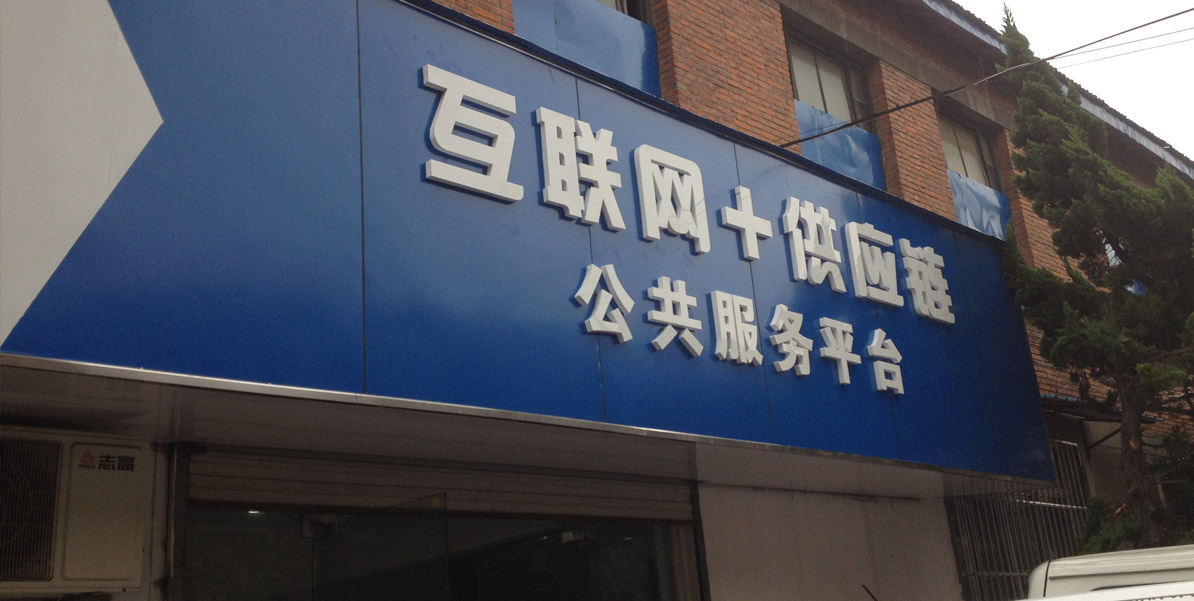 互联网+供应链
公共服务平台
志高